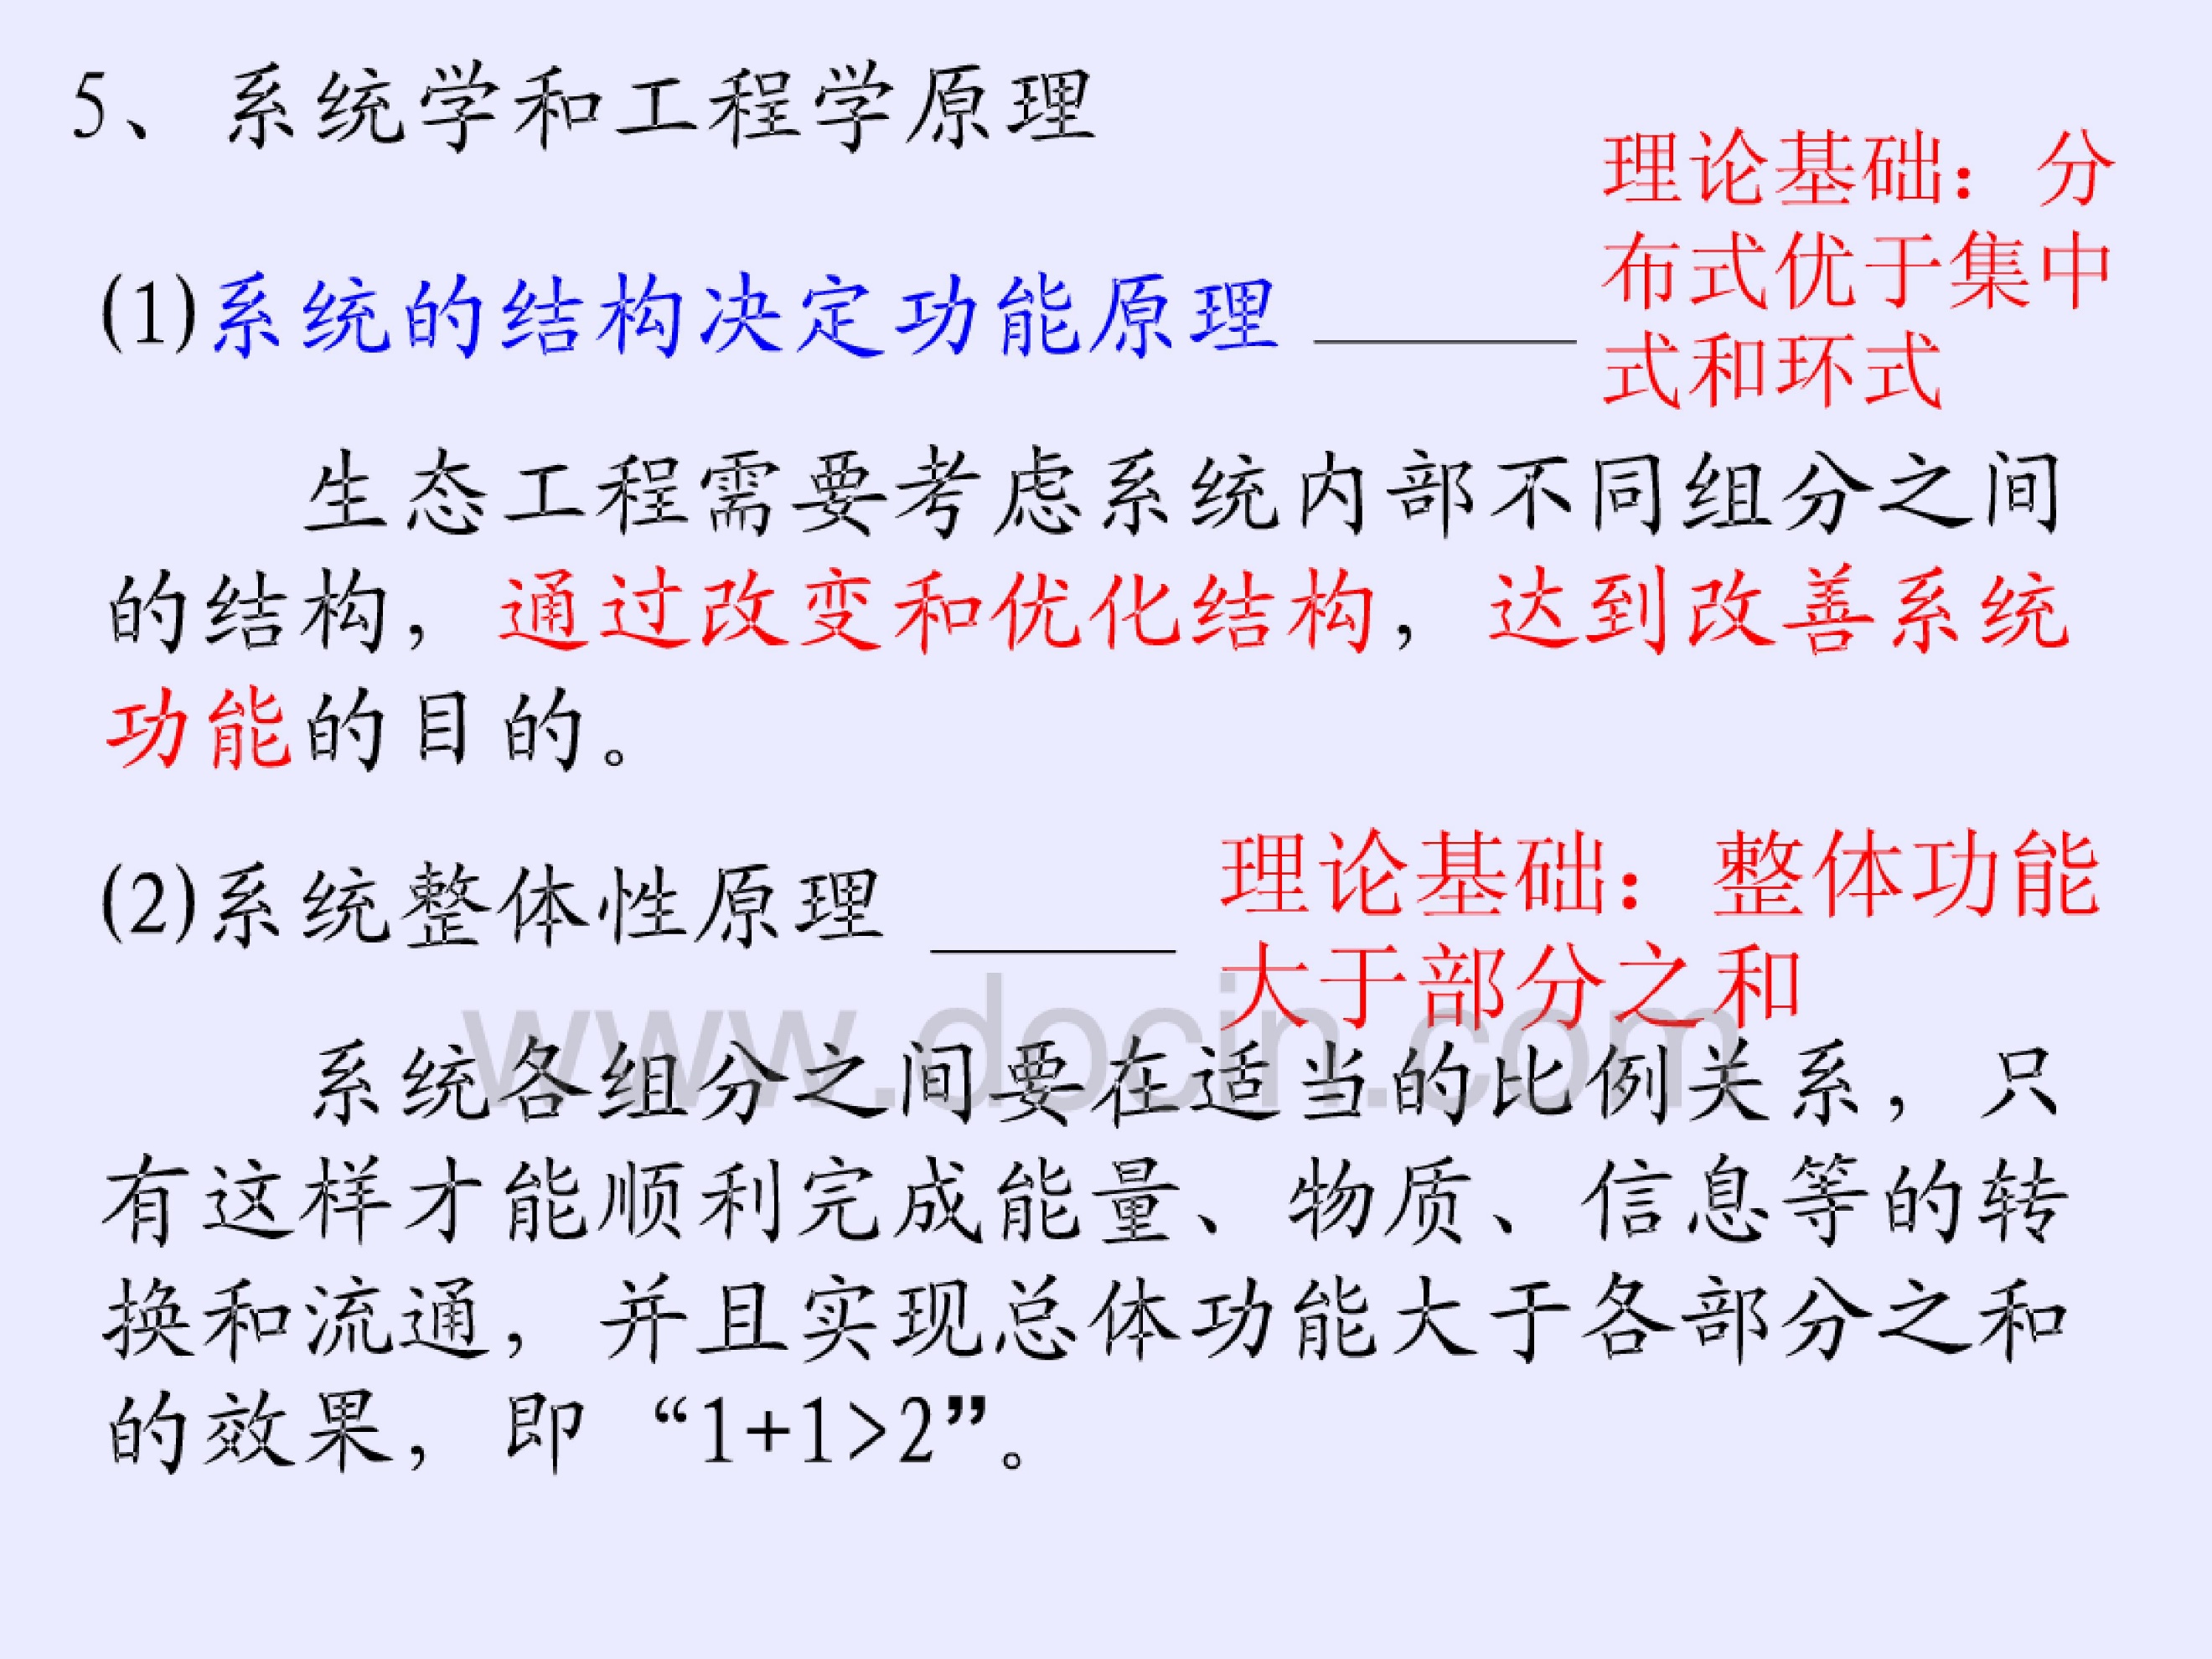 5、系统学和工程学原理
(1)系统的结构决定功能原理
理论基础：分
布式优于集中
式和环式
生态工程需要考虑系统内部不同组分之间
的结构，通过改变和优化结构，达到改善系统
功能的目的。
(2)系统整体性原理
理论基础：整体功能
大于部分之和
www.docin.com
系统各组分之间要在适当的比例关系，只
有这样才能顺利完成能量、物质、信息等的转
换和流通，并且实现总体功能大于各部分之和
的效果，即“1+1>2”。